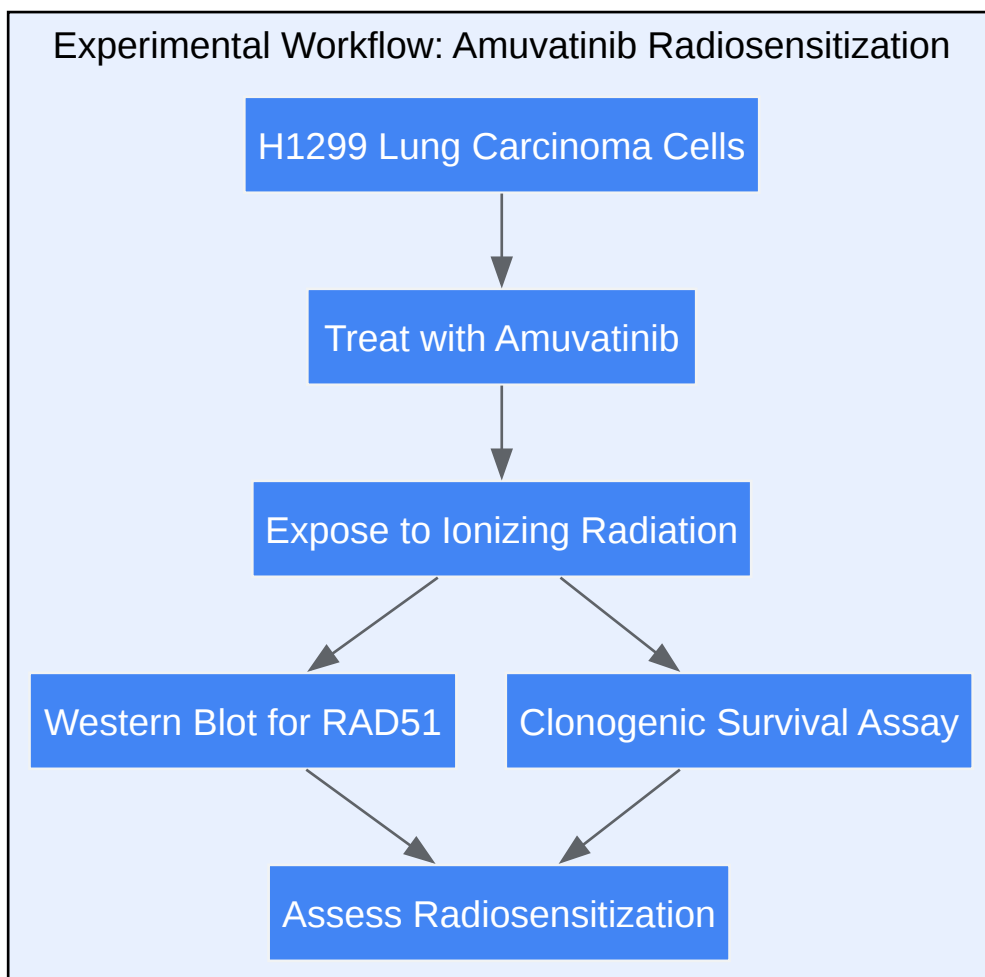 Experimental Workflow: Amuvatinib Radiosensitization
H1299 Lung Carcinoma Cells
Treat with Amuvatinib
Expose to Ionizing Radiation
Western Blot for RAD51
Clonogenic Survival Assay
Assess Radiosensitization